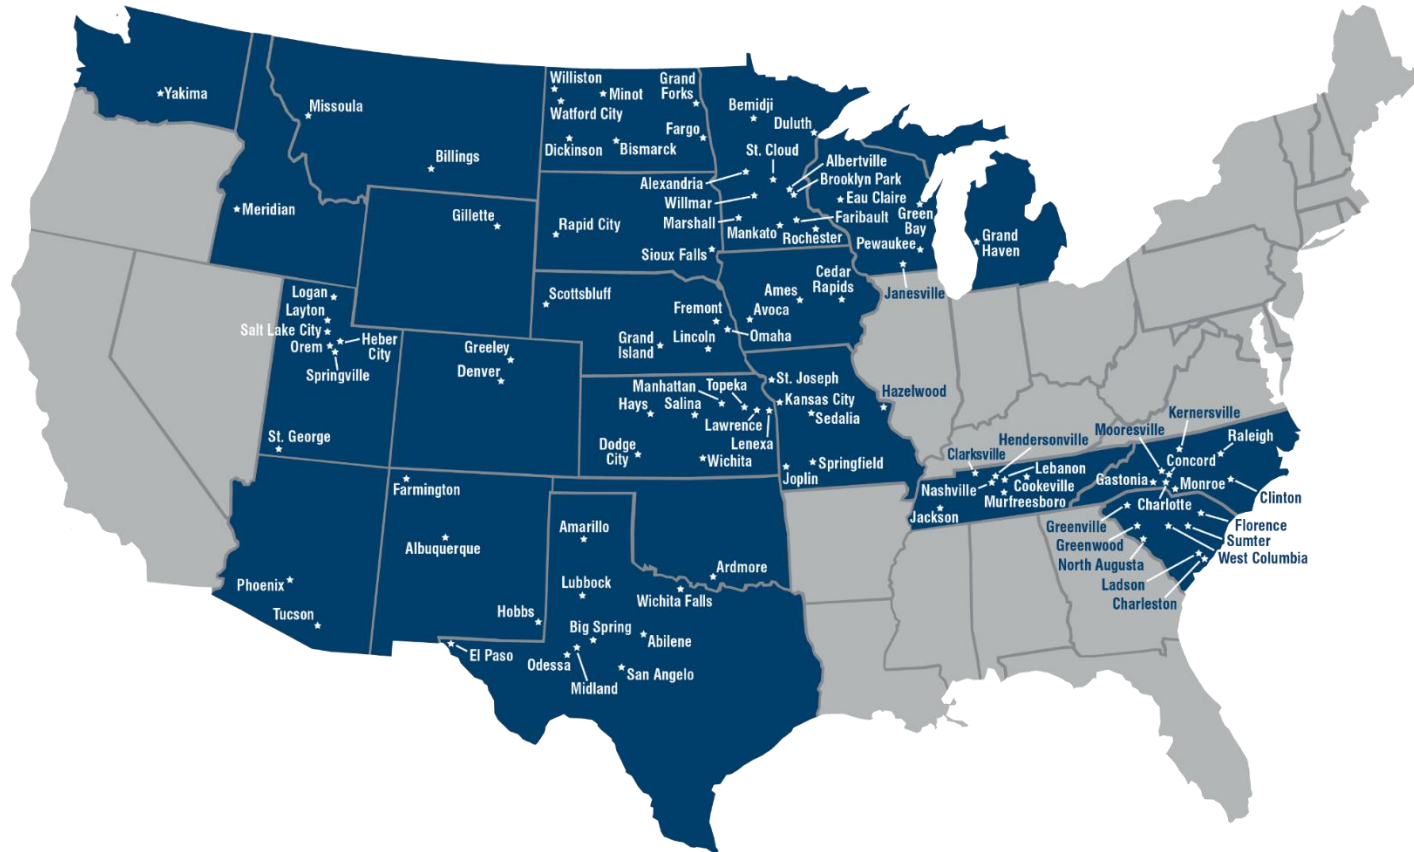 Yakima
Missoula
Billings
Meridian
Williston
Minot
Watford City
Dickinson
Bismarck
Grand
Forks
Fargo
Bemidji
Duluth
St. Cloud
Alexandria
Willmar
Marshall
Mankato
Rochester
Faribault
Albertville
Brooklyn Park
Eau Claire
Green
Bay
Pewaukee
Janesville
Grand
Haven
Gillette
Rapid City
Sioux Falls
Logan
Layton
Salt Lake City
Orem
Heber
City
Springville
St. George
Scottsbluff
Fremont
Omaha
Grand
Island
Lincoln
Ames
Avoca
Cedar
Rapids
Greeley
Denver
Manhattan
Topeka
Hays
Salina
Lawrence
Lenexa
Dodge
City
Wichita
St. Joseph
Kansas City
Sedalia
Hazelwood
Joplin
Springfield
Clarksville
Hendersonville
Lebanon
Cookeville
Nashville
Murfreesboro
Jackson
Mooresville
Kernersville
Raleigh
Concord
Gastonia
Monroe
Charlotte
Clinton
Greenville
Greenwood
North Augusta
Ladson
Charleston
Florence
Sumter
West Columbia
Farmington
Albuquerque
Hobbs
Phoenix
Tucson
Amarillo
Lubbock
Ardmore
Wichita Falls
Big Spring
Abilene
El Paso
Odessa
Midland
San Angelo